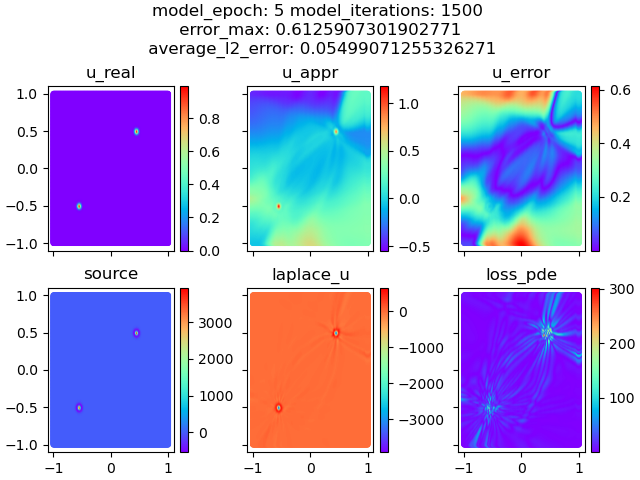 model_epoch: 5 model_iterations: 1500
error_max: 0.6125907301902771
average_l2_error: 0.05499071255326271
u_real
u_appr
u_error
1.0
0.5
0.0
−0.5
−1.0
0.8
0.6
0.4
0.2
0.0
1.0
0.5
0.0
−0.5
0.6
0.4
0.2
source
laplace_u
loss_pde
1.0
0.5
0.0
−0.5
−1.0
3000
2000
1000
0
0
−1000
−2000
−3000
300
200
100
−1 0 1
−1 0 1
−1 0 1